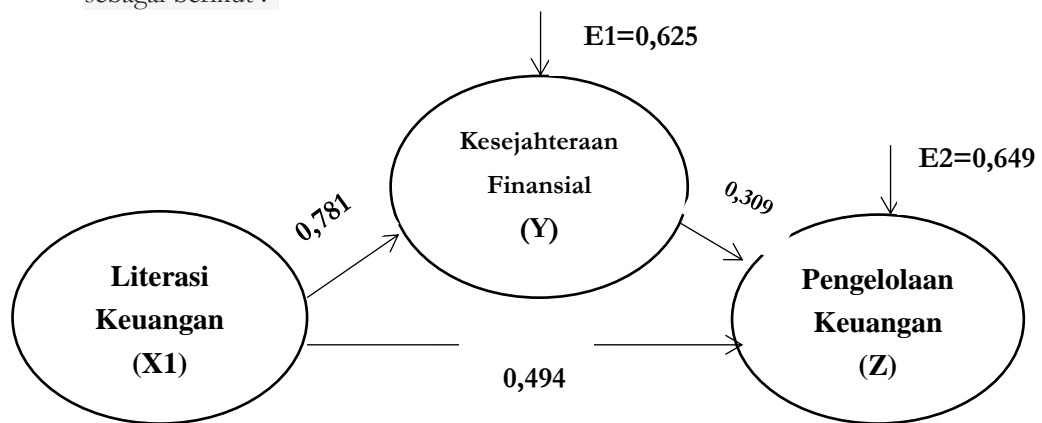 sebagai berikut :
E1=0,625
Kesejahteraan
Finansial
(Y)
E2=0,649
0,309
0,781
Literasi
Keuangan
(X1)
Pengelolaan
Keuangan
(Z)
0,494